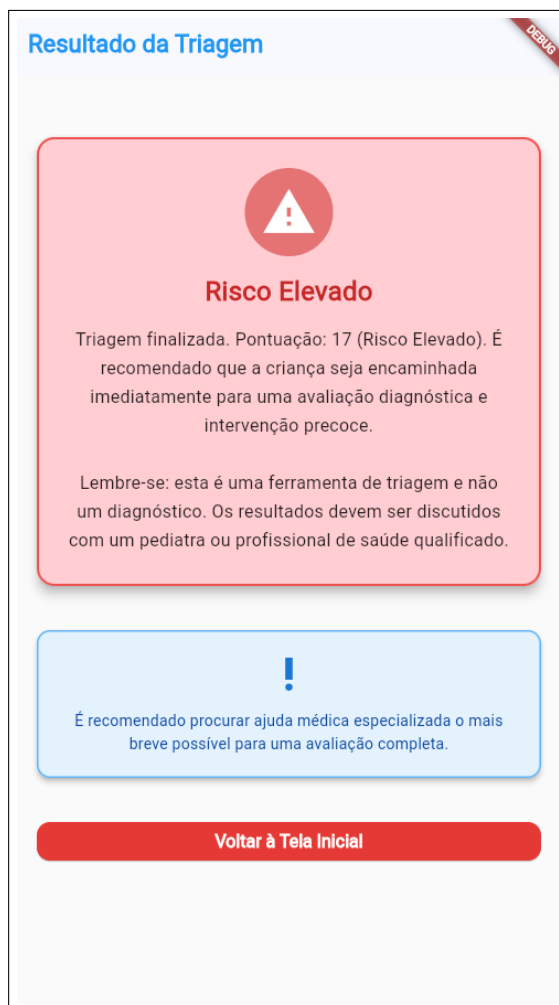 Resultado da Triagem
DEBUG
Risco Elevado
Triagem finalizada. Pontuação: 17 (Risco Elevado). É
recomendado que a criança seja encaminhada
imediatamente para uma avaliação diagnóstica e
intervenção precoce.
Lembre-se: esta é uma ferramenta de triagem e não
um diagnóstico. Os resultados devem ser discutidos
com um pediatra ou profissional de saúde qualificado.
É recomendado procurar ajuda médica especializada o mais
breve possível para uma avaliação completa.
Voltar à Tela Inicial